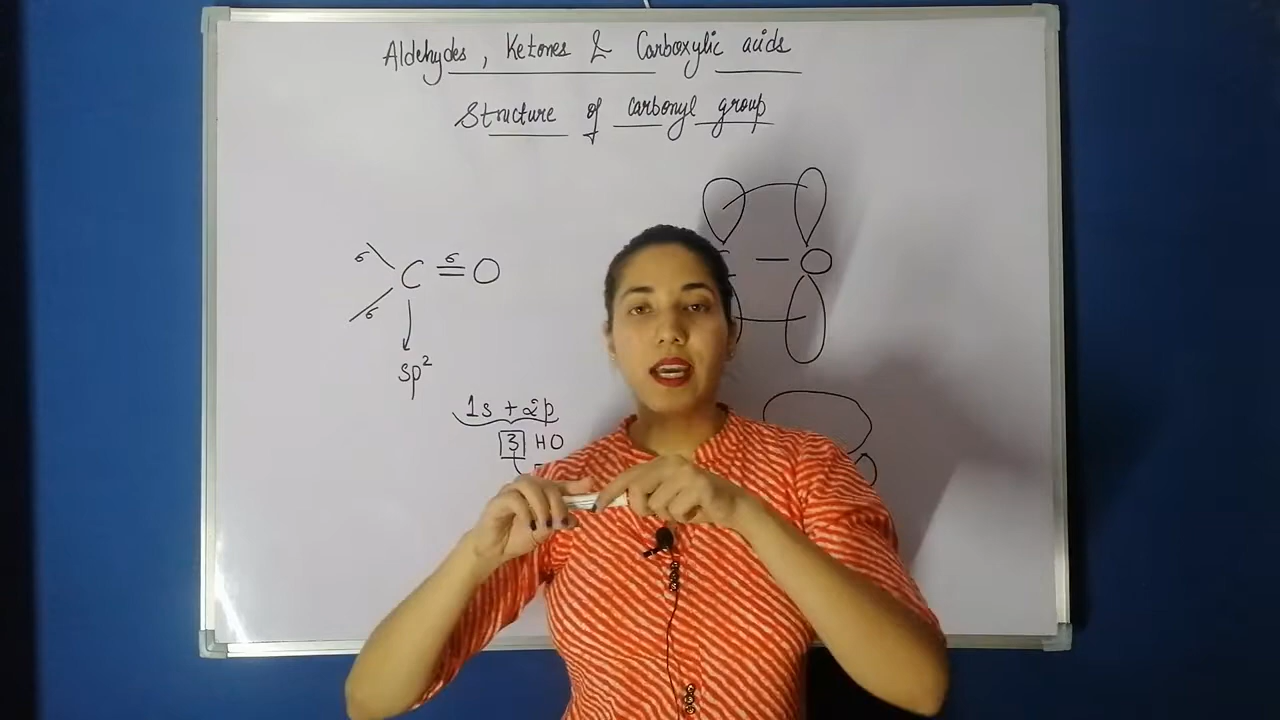 Aldehydes, Ketones & Carboxylic acids
Structure of carbonyl group
σ C σ= O
σ
sp²
1s + 2p
3 HO
— O